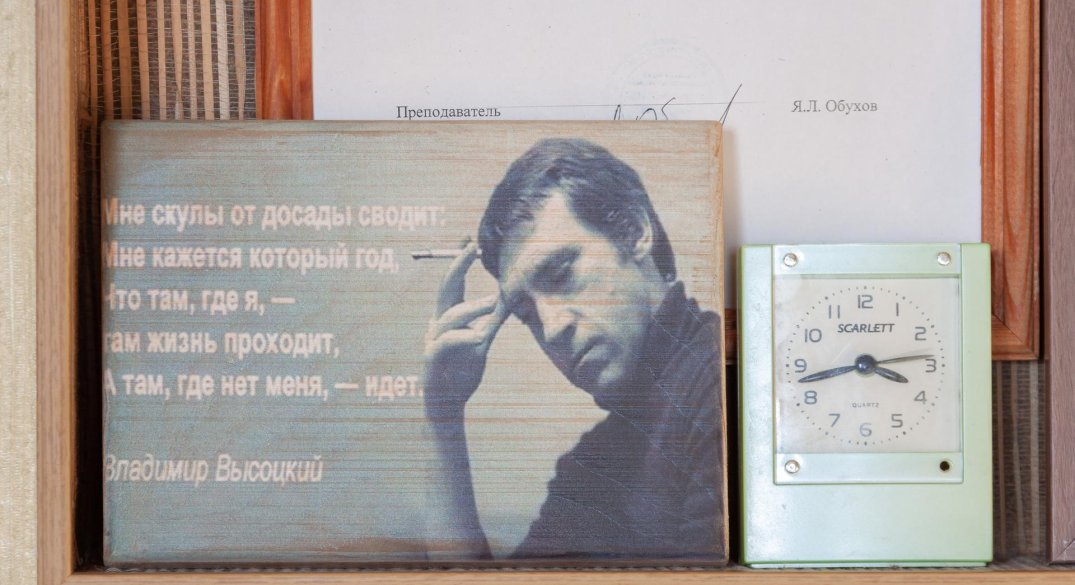 Преподаватель Я.Л. Обухов
Мне скулы от досады сводит:
Мне кажется который год,
Что там, где я, —
там жизнь проходит,
А там, где нет меня, — идет.
Владимир Высоцкий
12
11 1
10 2
SCARLETT
9 3
8 4
QUARTZ
7 5
6